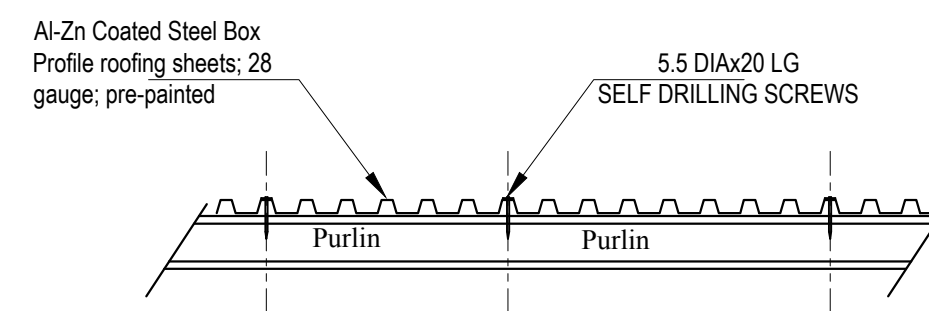 Al-Zn Coated Steel Box
Profile roofing sheets; 28
gauge; pre-painted
5.5 DIAx20 LG
SELF DRILLING SCREWS
Purlin
Purlin